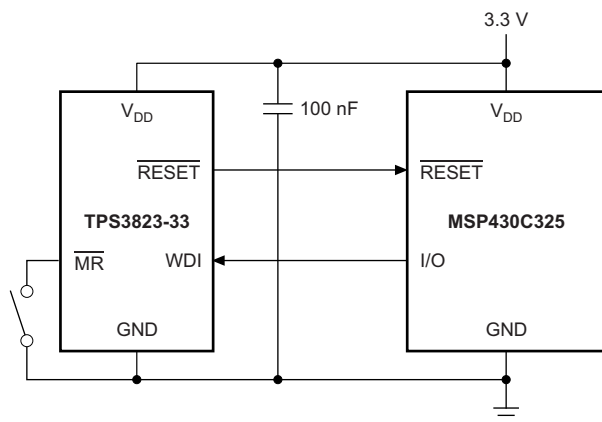 3.3 V
V_DD
100 nF
V_DD
RESET
RESET
TPS3823-33
MSP430C325
MR
WDI
I/O
GND
GND